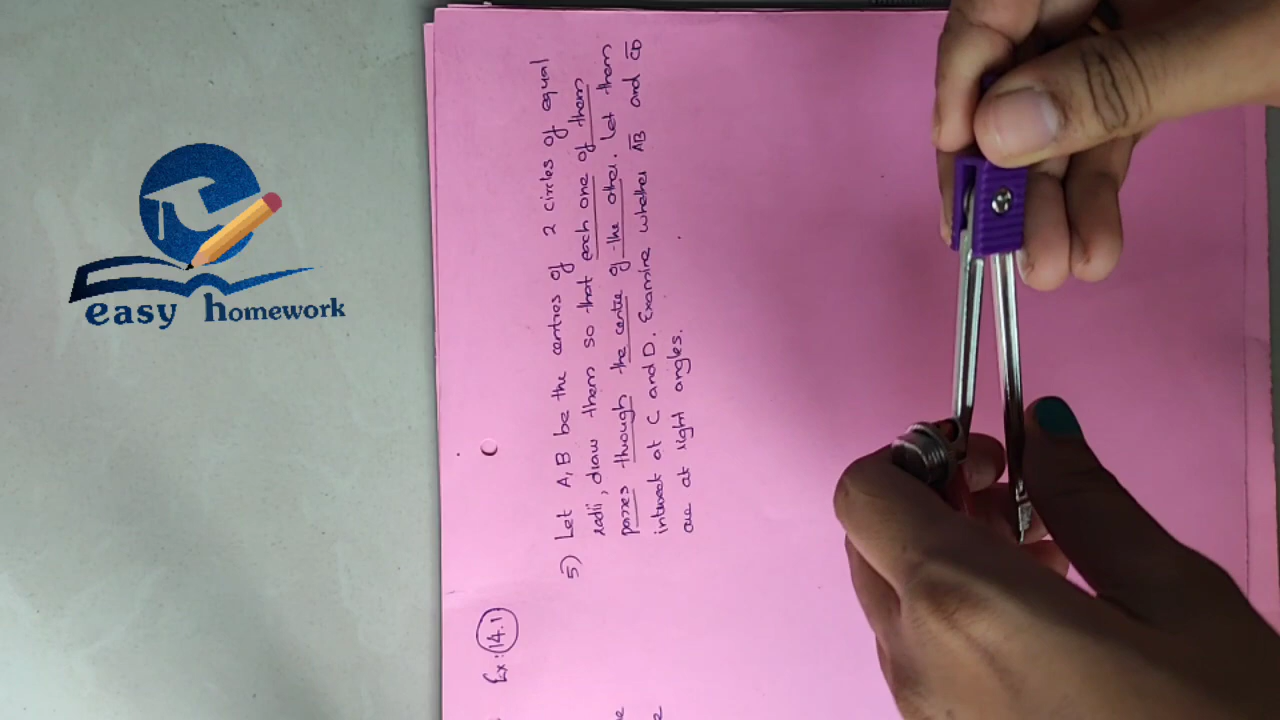 easy homework
Ex: 14.1
5) Let A, B be the centres of 2 circles of equal
radii, draw them so that each one of them
passes through the centre of the other. Let them
intersect at C and D. Examine whether AB and CD
are at right angles.